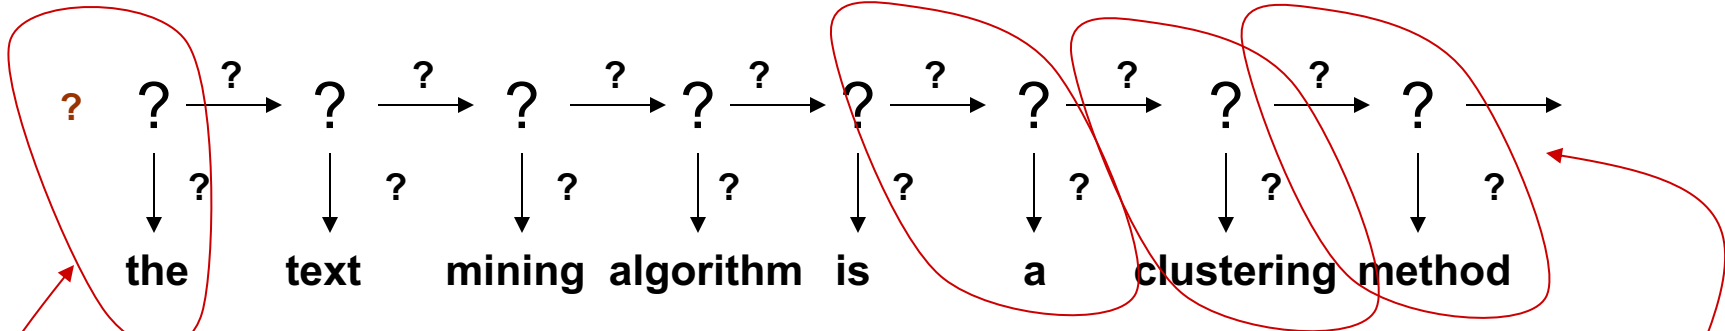 ? ? ? ? ? ? ? ?
? ? ? ? ? ? ? ? ?
? ? ? ? ? ? ? ?
the text mining algorithm is a clustering method